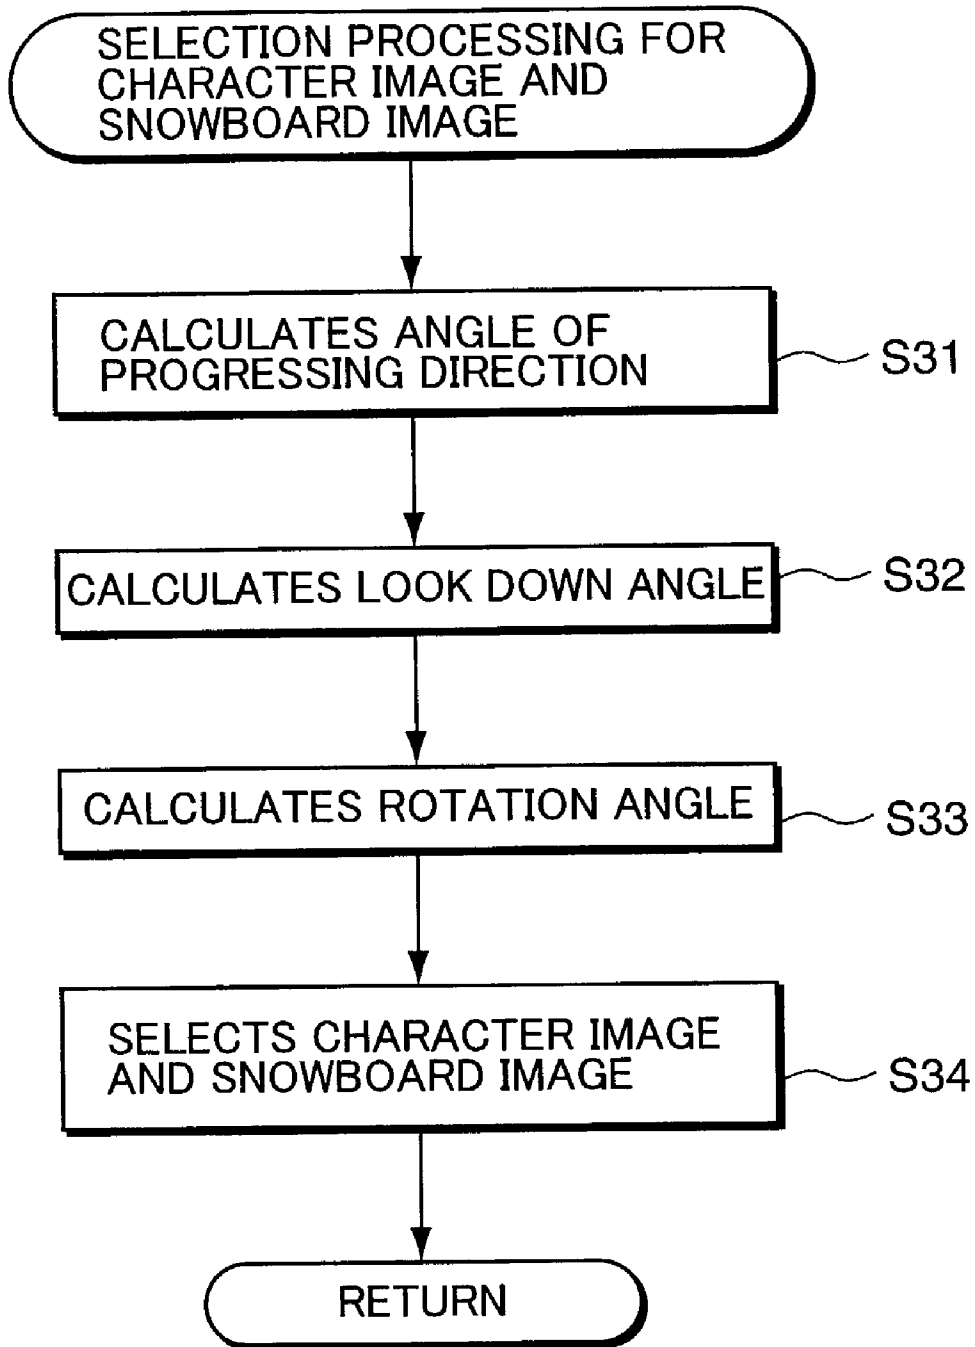 SELECTION PROCESSING FOR
CHARACTER IMAGE AND
SNOWBOARD IMAGE
CALCULATES ANGLE OF
PROGRESSING DIRECTION
S31
CALCULATES LOOK DOWN ANGLE
S32
CALCULATES ROTATION ANGLE
S33
SELECTS CHARACTER IMAGE
AND SNOWBOARD IMAGE
S34
RETURN